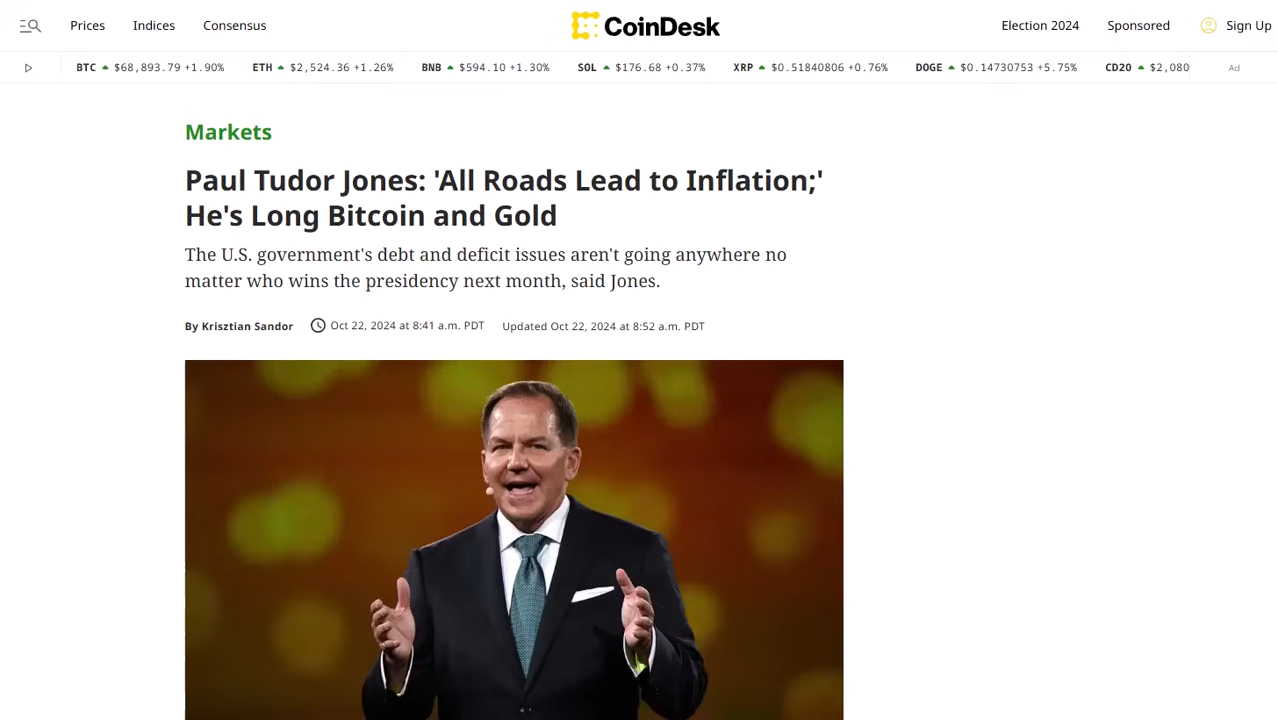 Prices Indices Consensus CoinDesk Election 2024 Sponsored Sign Up
BTC $68,893.79 +1.90% ETH $2,524.36 +1.26% BNB $594.10 +1.30% SOL $176.68 +0.37% XRP $0.51840806 +0.76% DOGE $0.14730753 +5.75% CD20 $2,080 Ad
Markets
Paul Tudor Jones: 'All Roads Lead to Inflation;'
He's Long Bitcoin and Gold
The U.S. government's debt and deficit issues aren't going anywhere no
matter who wins the presidency next month, said Jones.
By Krisztian Sandor Oct 22, 2024 at 8:41 a.m. PDT Updated Oct 22, 2024 at 8:52 a.m. PDT